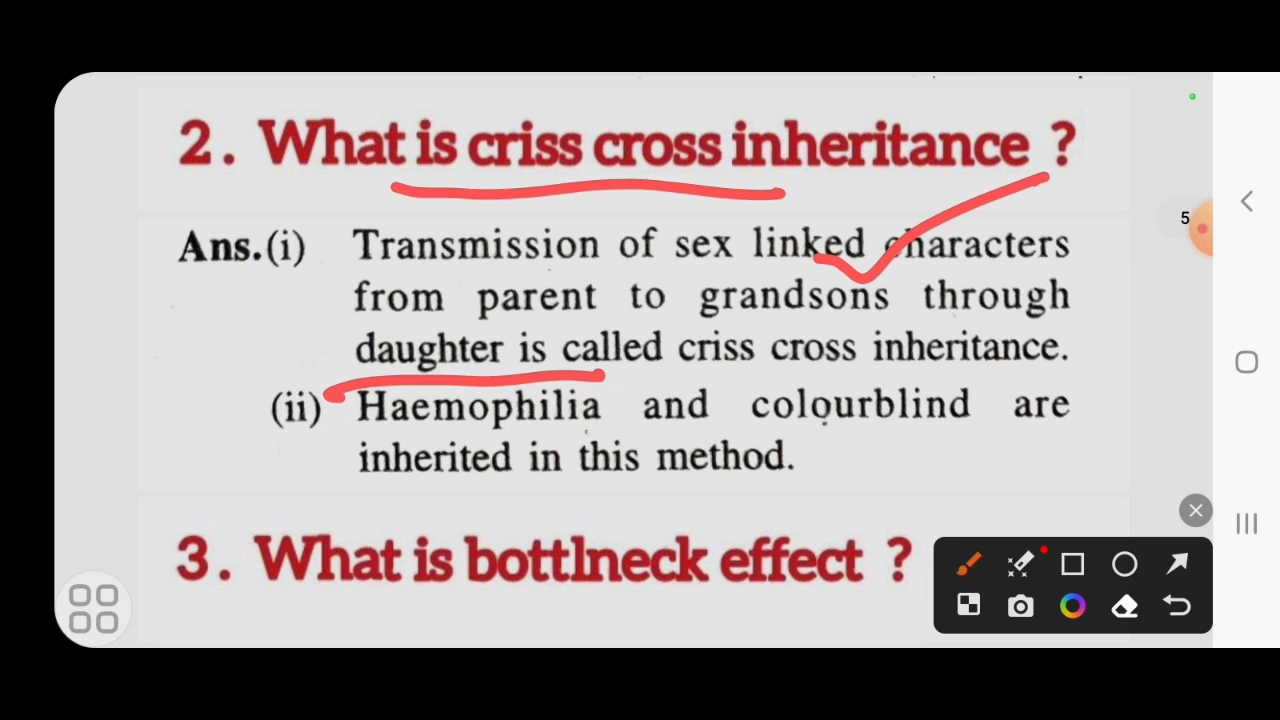 2. What is criss cross inheritance ?
Ans.(i) Transmission of sex linked characters
from parent to grandsons through
daughter is called criss cross inheritance.
(ii) Haemophilia and colourblind are
inherited in this method.
3. What is bottlneck effect ?
5